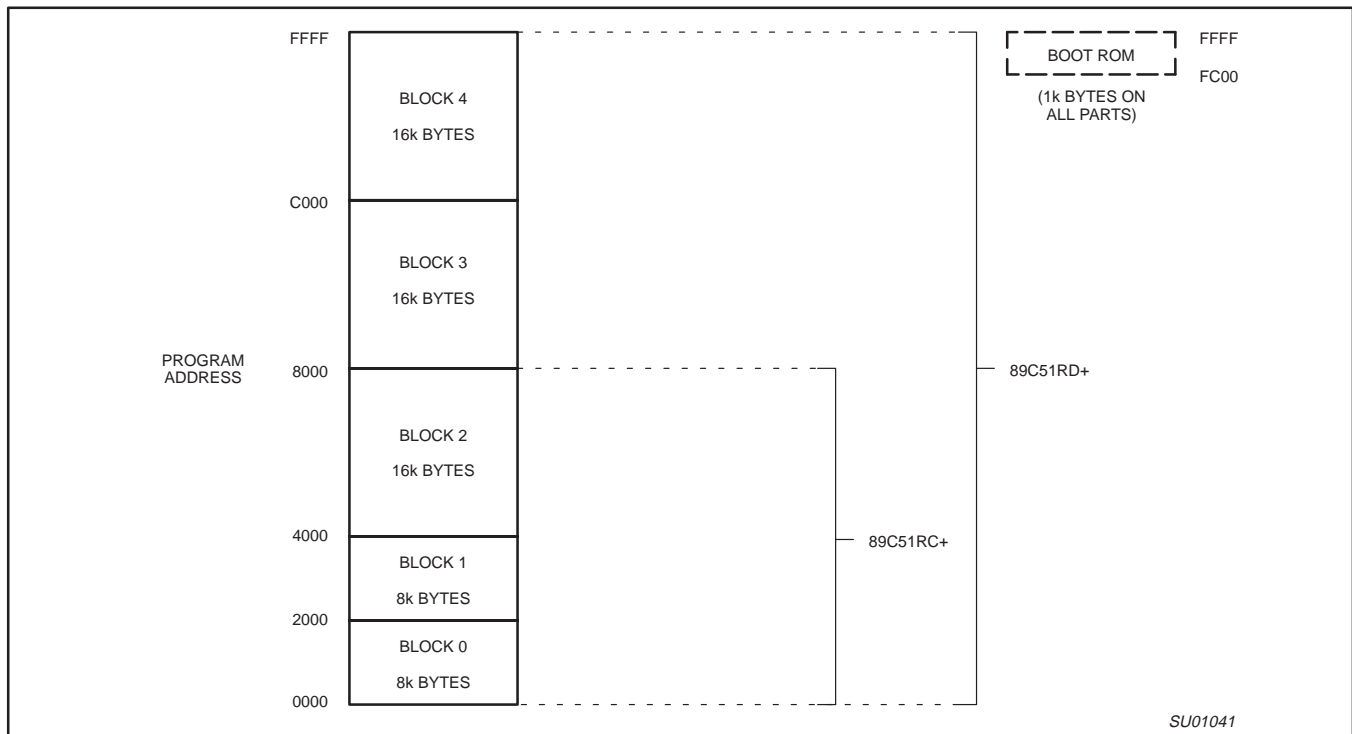 FFFF
BLOCK 4
16k BYTES
C000
BLOCK 3
16k BYTES
PROGRAM
ADDRESS
8000
BLOCK 2
16k BYTES
4000
BLOCK 1
8k BYTES
2000
BLOCK 0
8k BYTES
0000
89C51RC+
89C51RD+
BOOT ROM
FFFF
FC00
(1k BYTES ON
ALL PARTS)
SU01041